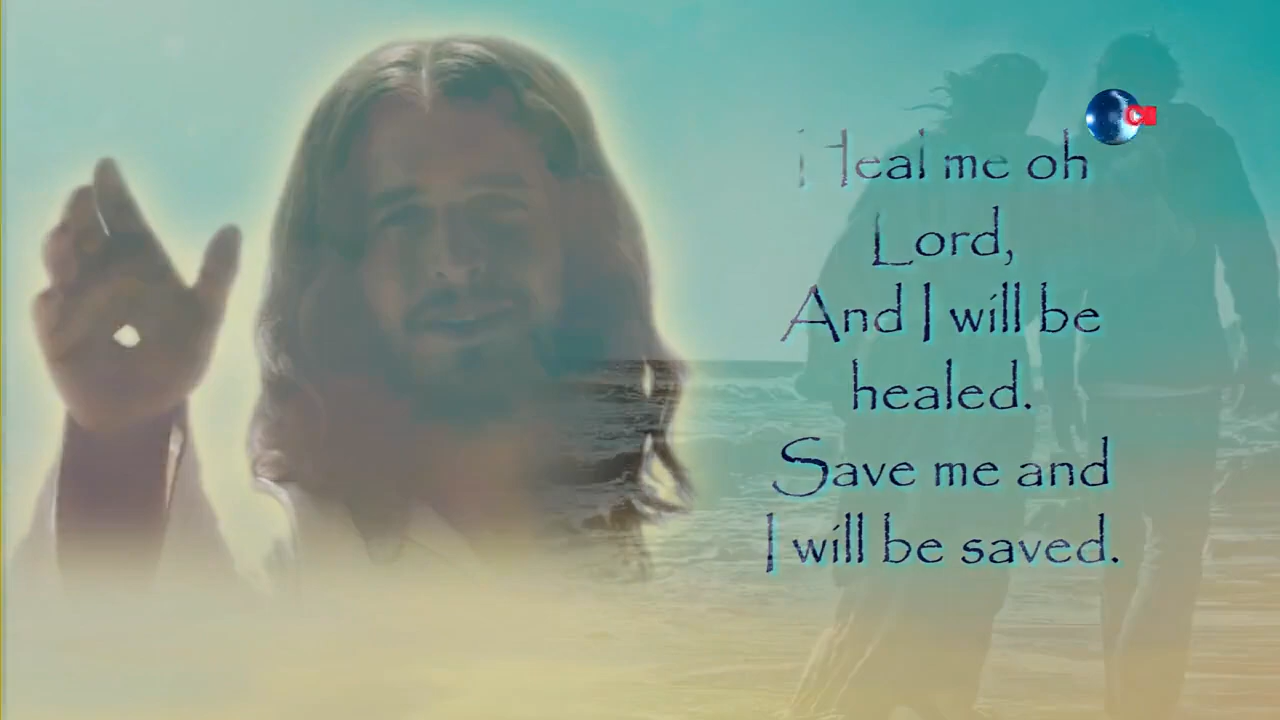 Heal me oh
Lord,
And I will be
healed.
Save me and
I will be saved.